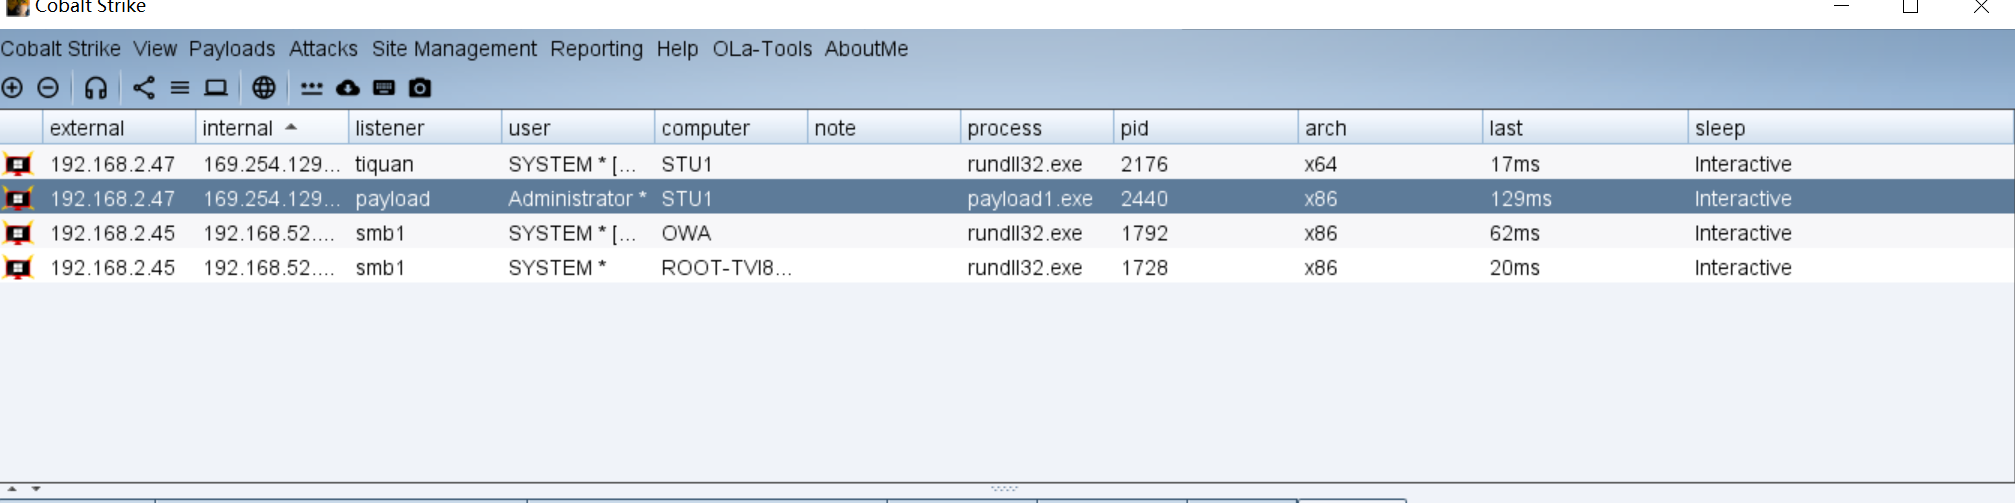 Cobalt Strike
Cobalt Strike View Payloads Attacks Site Management Reporting Help OLa-Tools AboutMe
external internal listener user computer note process pid arch last sleep
192.168.2.47 169.254.129... tiquan SYSTEM * [... STU1 rundll32.exe 2176 x64 17ms Interactive
192.168.2.47 169.254.129... payload Administrator * STU1 payload1.exe 2440 x86 129ms Interactive
192.168.2.45 192.168.52.... smb1 SYSTEM * [... OWA rundll32.exe 1792 x86 62ms Interactive
192.168.2.45 192.168.52.... smb1 SYSTEM * ROOT-TVI8... rundll32.exe 1728 x86 20ms Interactive